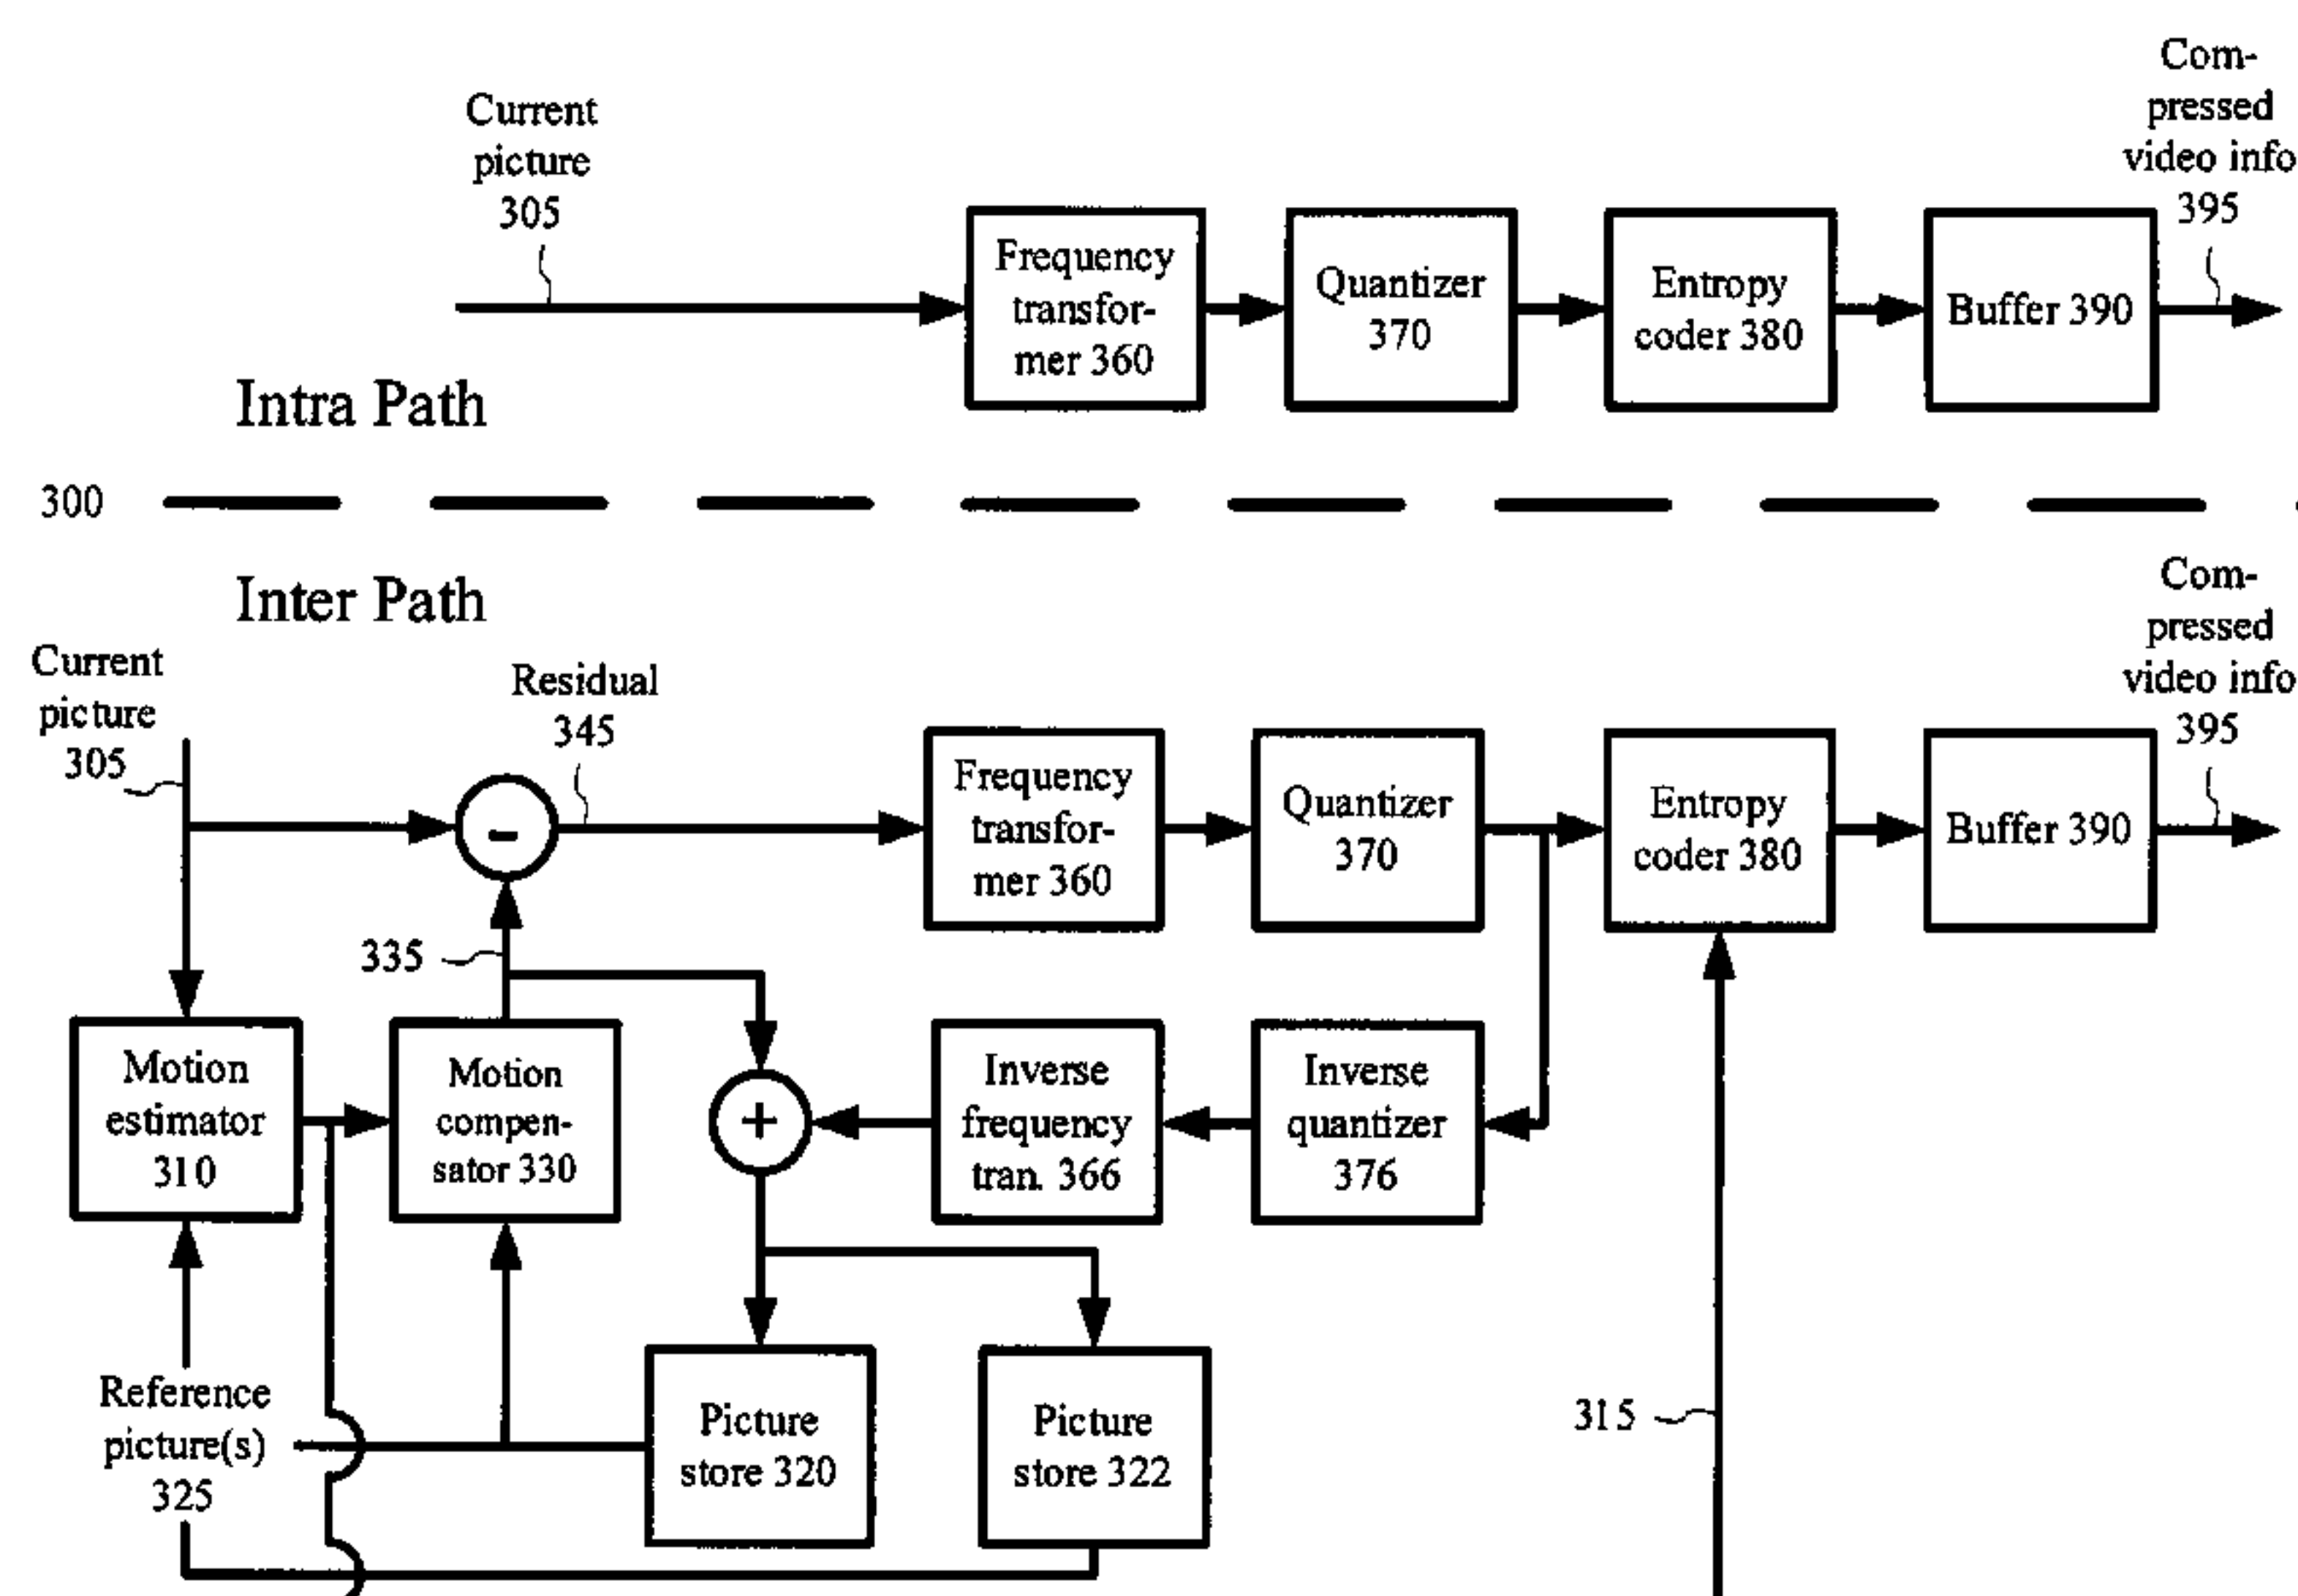 Current
picture
305
Frequency
transfor-
mer 360
Quantizer
370
Entropy
coder 380
Buffer 390
Com-
pressed
video info
395
Intra Path
300
Inter Path
Current
picture
305
Residual
345
-
Frequency
transfor-
mer 360
Quantizer
370
Entropy
coder 380
Buffer 390
Com-
pressed
video info
395
335
Motion
estimator
310
Motion
compen-
sator 330
+
Inverse
frequency
tran. 366
Inverse
quantizer
376
Reference
picture(s)
325
Picture
store 320
Picture
store 322
315